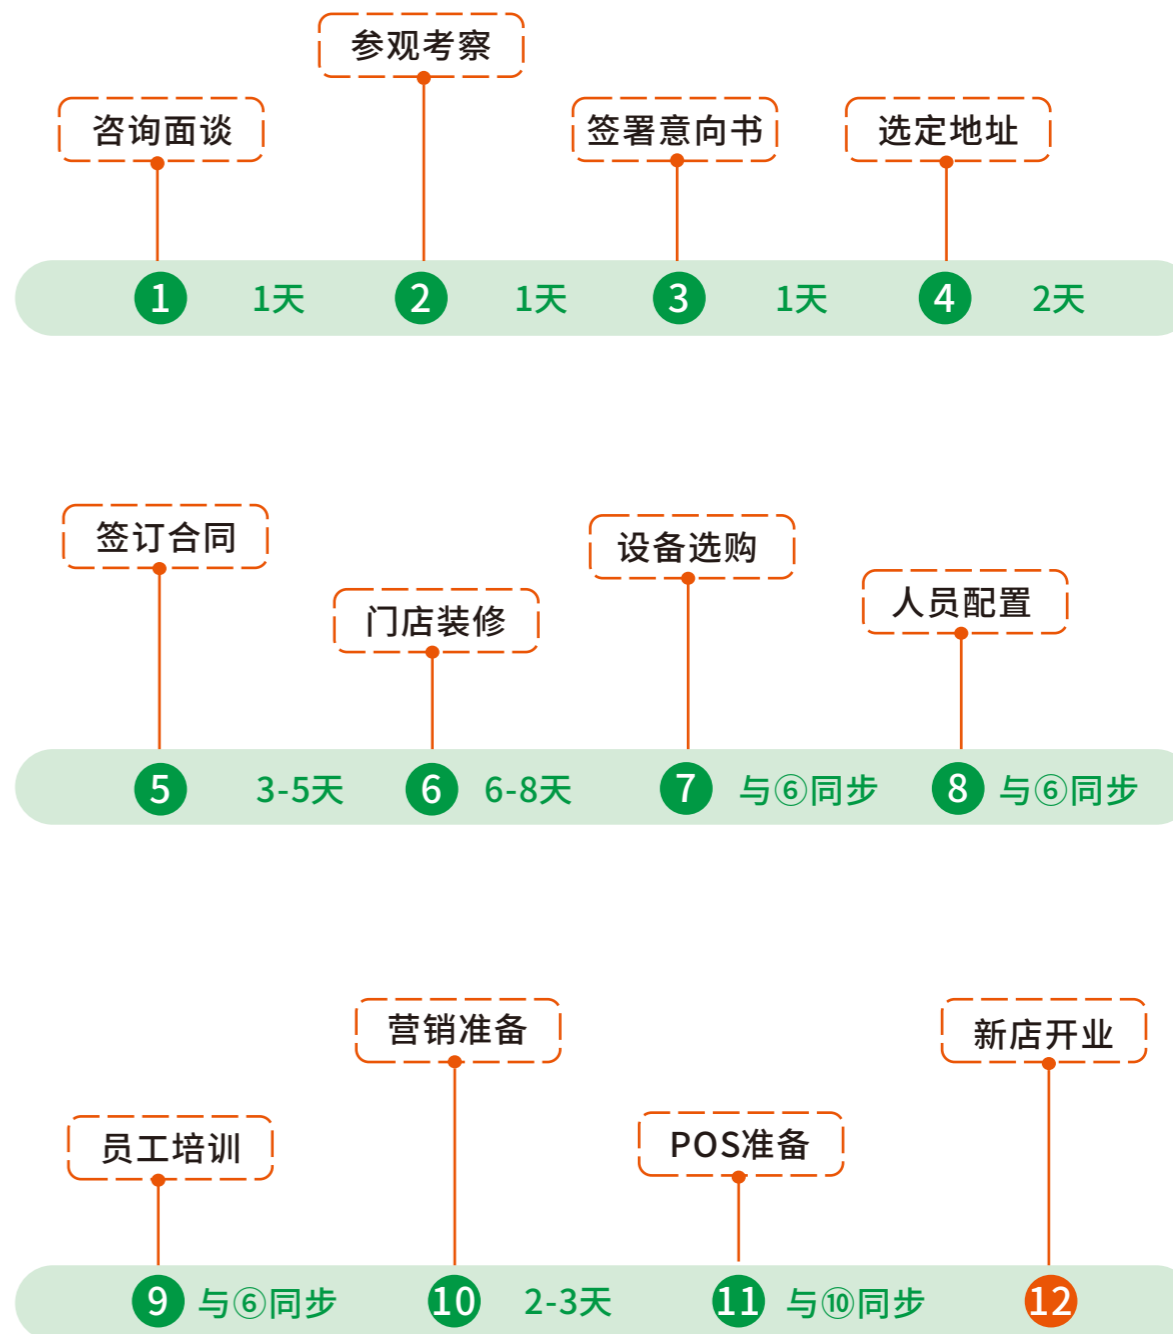 参观考察
咨询面谈
签署意向书
选定地址
1 1天 2 1天 3 1天 4 2天
签订合同
设备选购
人员配置
门店装修
5 3-5天 6 6-8天 7 与⑥同步 8 与⑥同步
营销准备
新店开业
员工培训
POS准备
9 与⑥同步 10 2-3天 11 与⑩同步 12